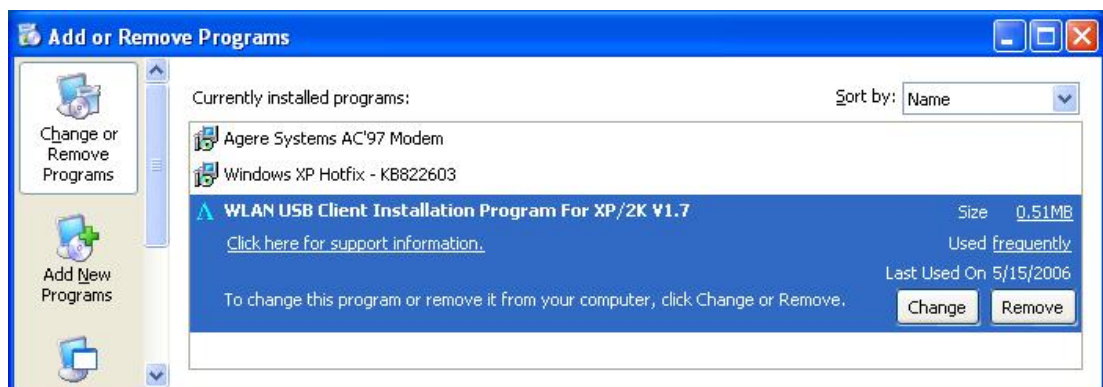 Add or Remove Programs
Change or
Remove
Programs
Add New
Programs
Currently installed programs:
Sort by: Name
Agere Systems AC'97 Modem
Windows XP Hotfix - KB822603
WLAN USB Client Installation Program For XP/2K V1.7
Size 0.51MB
Click here for support information.
Used frequently
Last Used On 5/15/2006
To change this program or remove it from your computer, click Change or Remove.
Change Remove